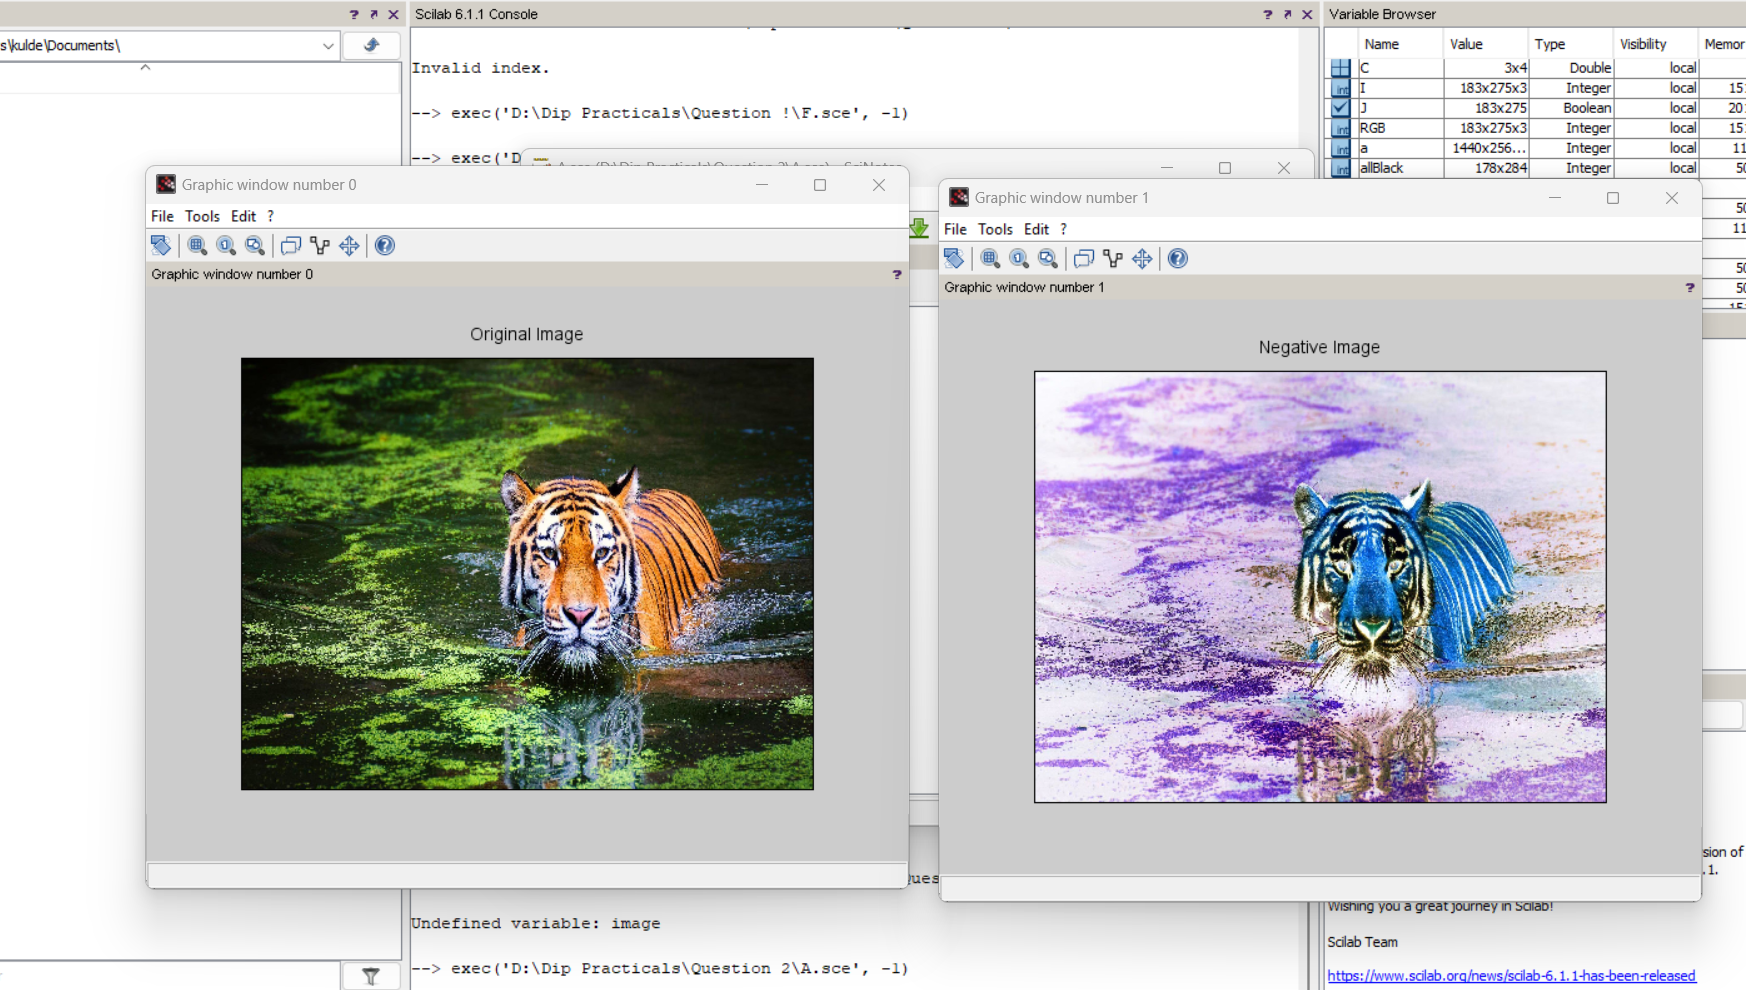 Scilab 6.1.1 Console
Variable Browser
s\kulde\Documents\
Name Value Type Visibility Memor
C 3x4 Double local
I 183x275x3 Integer local 15
J 183x275 Boolean local 20
RGB 183x275x3 Integer local 15
a 1440x256... Integer local 11
allBlack 178x284 Integer local 50
50
11
50
50
Invalid index.
--> exec('D:\Dip Practicals\Question !\F.sce', -1)
--> exec('D
Graphic window number 0
File Tools Edit ?
Graphic window number 0
Original Image
Graphic window number 1
File Tools Edit ?
Graphic window number 1
Negative Image
Undefined variable: image
--> exec('D:\Dip Practicals\Question 2\A.sce', -1)
sion of
.1.
Wishing you a great journey in Scilab!
Scilab Team
https://www.scilab.org/news/scilab-6.1.1-has-been-released